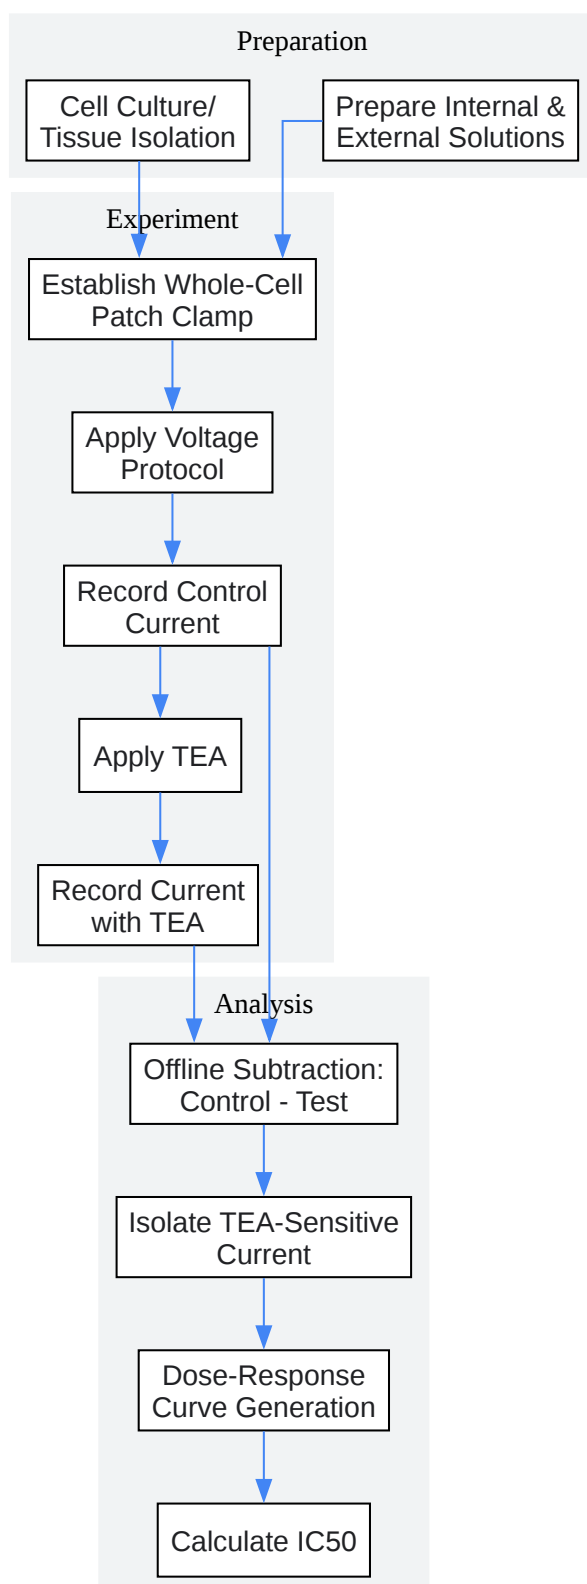 Preparation
Cell Culture/
Tissue Isolation
Prepare Internal &
External Solutions
Experiment
Establish Whole-Cell
Patch Clamp
Apply Voltage
Protocol
Record Control
Current
Apply TEA
Record Current
with TEA
Analysis
Offline Subtraction:
Control - Test
Isolate TEA-Sensitive
Current
Dose-Response
Curve Generation
Calculate IC50